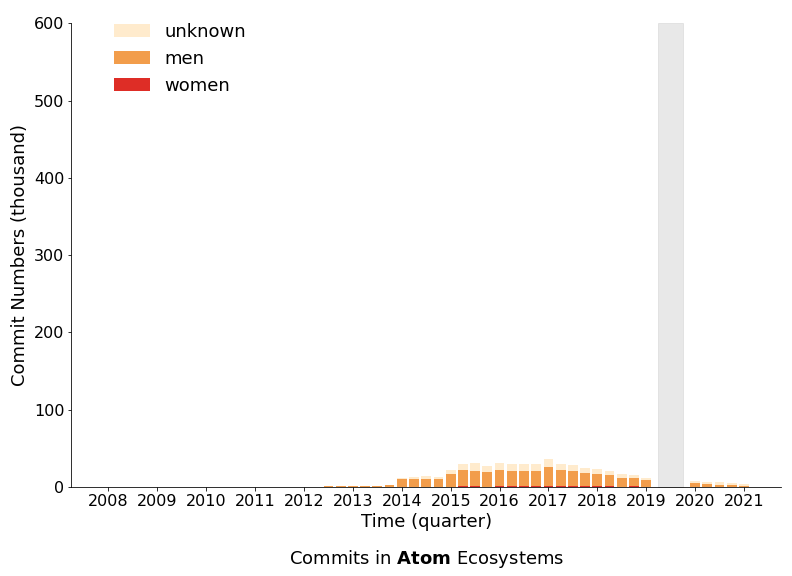 unknown
men
women
600
500
400
300
200
100
0
Commit Numbers (thousand)
2008 2009 2010 2011 2012 2013 2014 2015 2016 2017 2018 2019 2020 2021
Time (quarter)
Commits in Atom Ecosystems